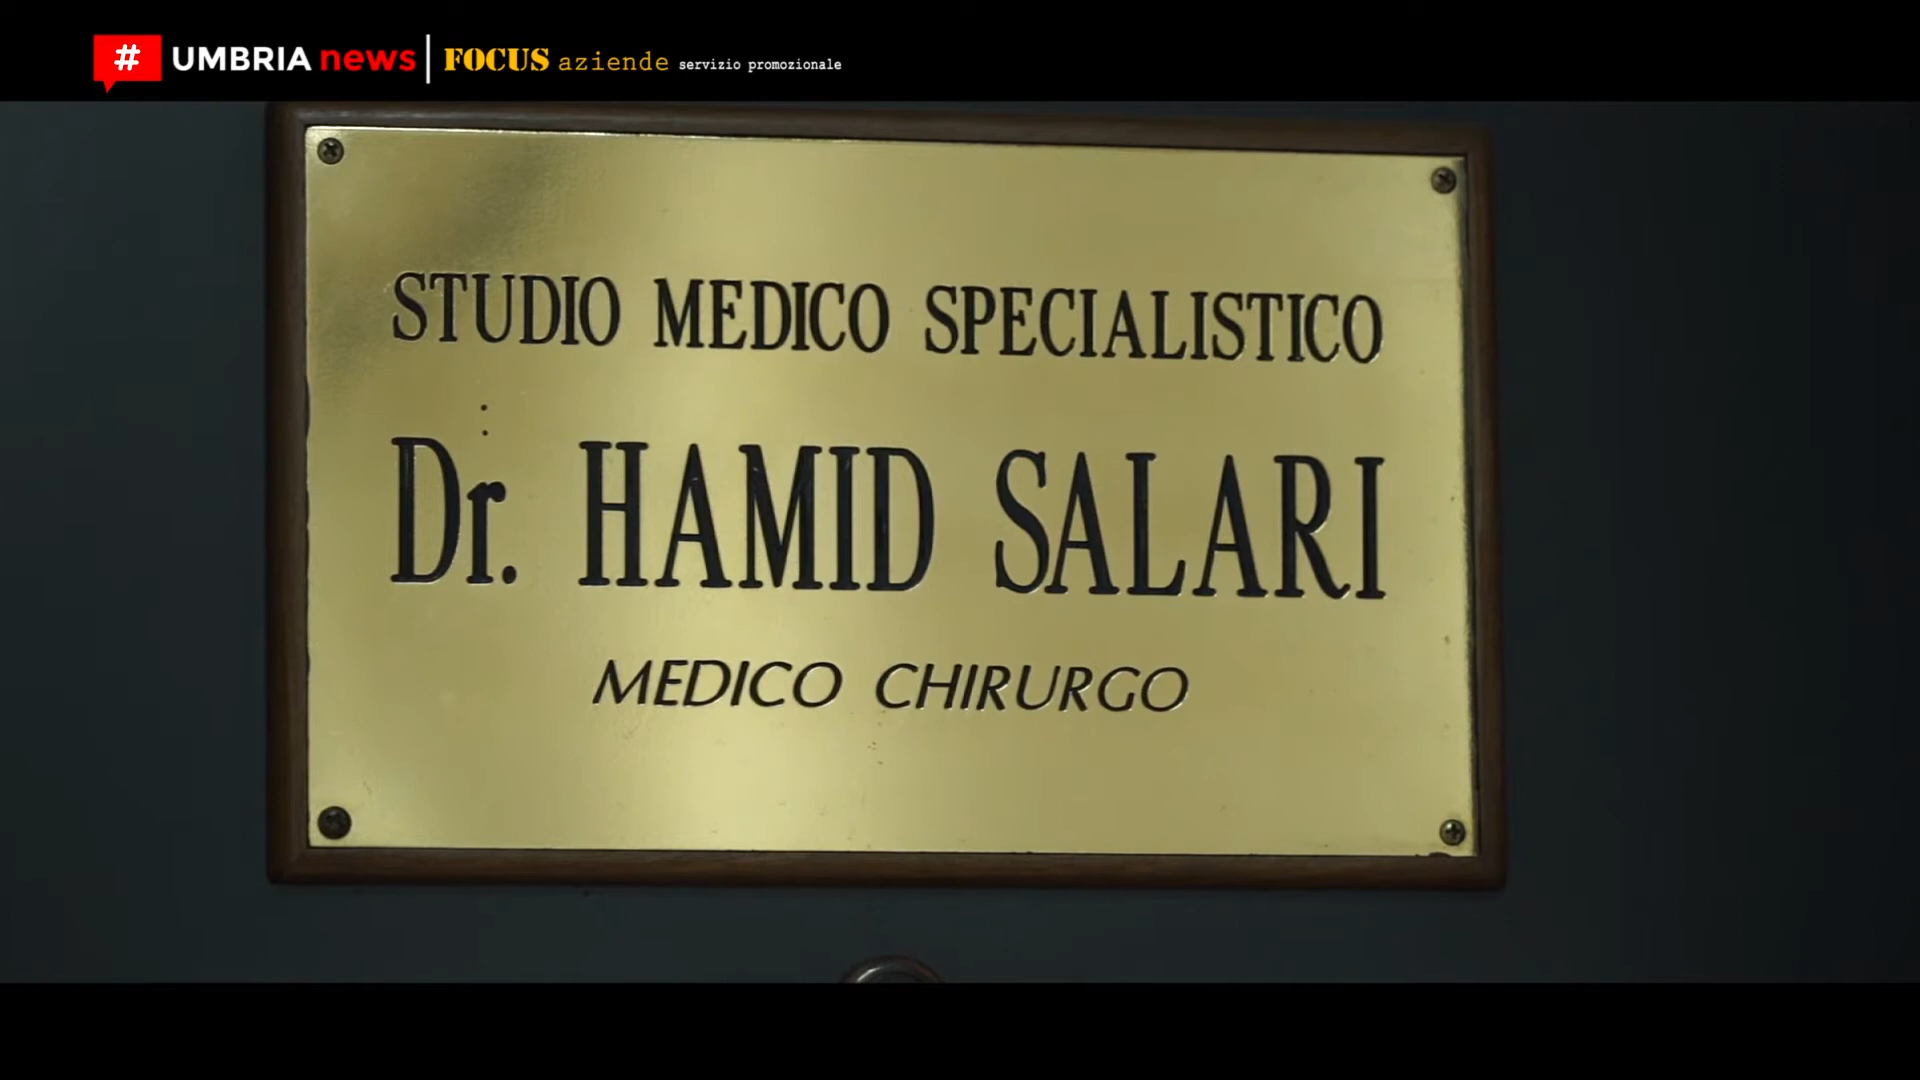 # UMBRIA news FOCUS aziende servizio promozionale
STUDIO MEDICO SPECIALISTICO
Dr. HAMID SALARI
MEDICO CHIRURGO